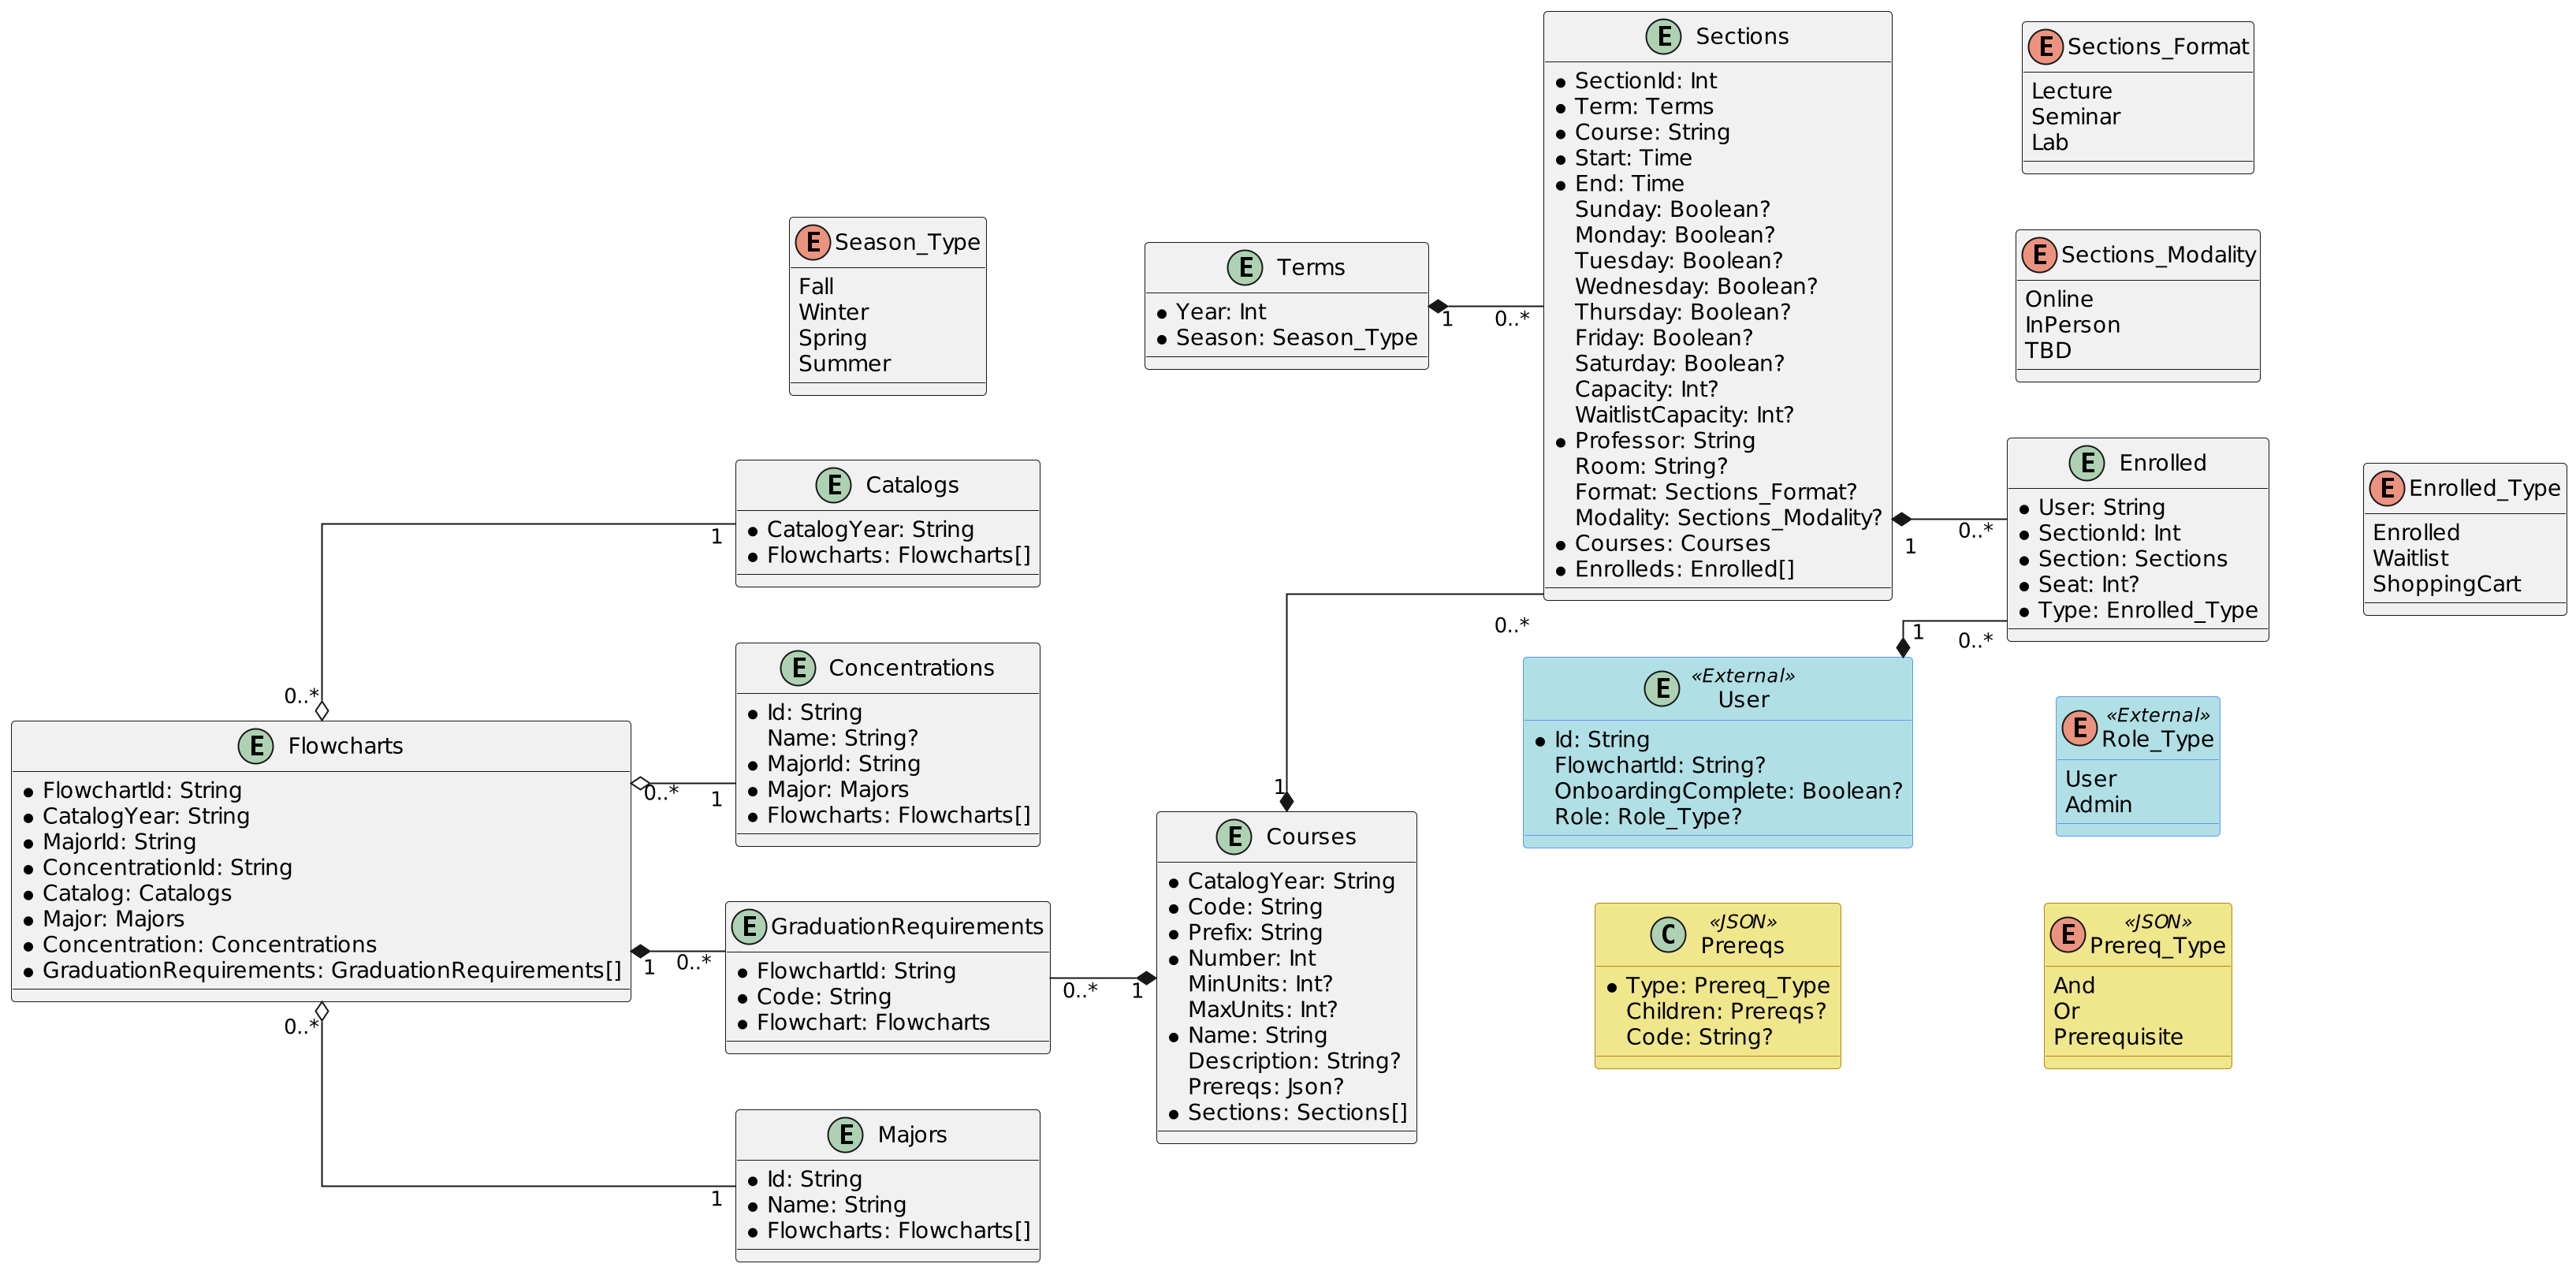 E Sections
SectionId: Int
Term: Terms
Course: String
Start: Time
End: Time
Sunday: Boolean?
Monday: Boolean?
Tuesday: Boolean?
Wednesday: Boolean?
Thursday: Boolean?
Friday: Boolean?
Saturday: Boolean?
Capacity: Int?
WaitlistCapacity: Int?
Professor: String
Room: String?
Format: Sections_Format?
Modality: Sections_Modality?
Courses: Courses
Enrolleds: Enrolled[]
E Sections_Format
Lecture
Seminar
Lab
E Season_Type
Fall
Winter
Spring
Summer
E Terms
Year: Int
Season: Season_Type
1
0..*
E Sections_Modality
Online
InPerson
TBD
E Catalogs
CatalogYear: String
Flowcharts: Flowcharts[]
1
0..*
E Enrolled
User: String
SectionId: Int
Section: Sections
Seat: Int?
Type: Enrolled_Type
0..*
1
1
0..*
E Enrolled_Type
Enrolled
Waitlist
ShoppingCart
E Concentrations
Id: String
Name: String?
MajorId: String
Major: Majors
Flowcharts: Flowcharts[]
0..*
1
E Flowcharts
FlowchartId: String
CatalogYear: String
MajorId: String
ConcentrationId: String
Catalog: Catalogs
Major: Majors
Concentration: Concentrations
GraduationRequirements: GraduationRequirements[]
0..*
1
0..*
E GraduationRequirements
FlowchartId: String
Code: String
Flowchart: Flowcharts
0..*
1
0..*
1
E Courses
CatalogYear: String
Code: String
Prefix: String
Number: Int
MinUnits: Int?
MaxUnits: Int?
Name: String
Description: String?
Prereqs: Json?
Sections: Sections[]
E «External»
User
Id: String
FlowchartId: String?
OnboardingComplete: Boolean?
Role: Role_Type?
E «External»
Role_Type
User
Admin
C «JSON»
Prereqs
Type: Prereq_Type
Children: Prereqs?
Code: String?
E «JSON»
Prereq_Type
And
Or
Prerequisite
E Majors
Id: String
Name: String
Flowcharts: Flowcharts[]
1